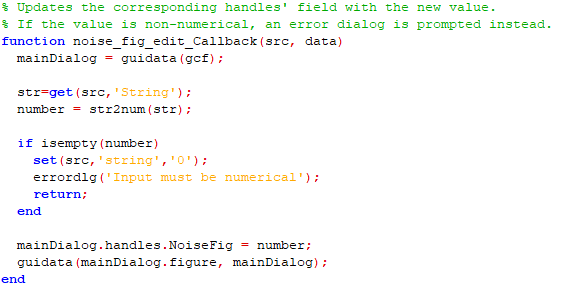 % Updates the corresponding handles' field with the new value.
% If the value is non-numerical, an error dialog is prompted instead.
function noise_fig_edit_Callback(src, data)
  mainDialog = guidata(gcf);

  str=get(src,'String');
  number = str2num(str);

  if isempty(number)
    set(src,'string','0');
    errordlg('Input must be numerical');
    return;
  end

  mainDialog.handles.NoiseFig = number;
  guidata(mainDialog.figure, mainDialog);
end